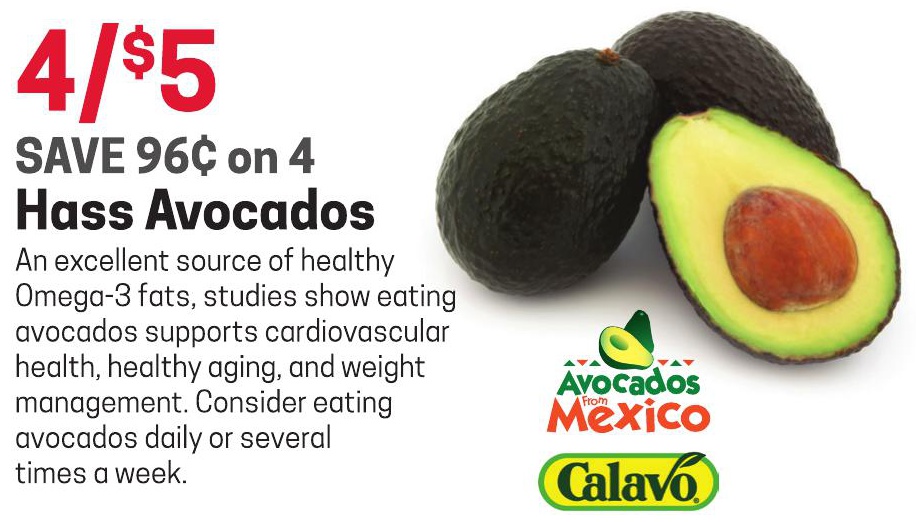 4/$5
SAVE 96¢ on 4
Hass Avocados
An excellent source of healthy
Omega-3 fats, studies show eating
avocados supports cardiovascular
health, healthy aging, and weight
management. Consider eating
avocados daily or several
times a week.
Avocados
From
Mexico
Calavo®